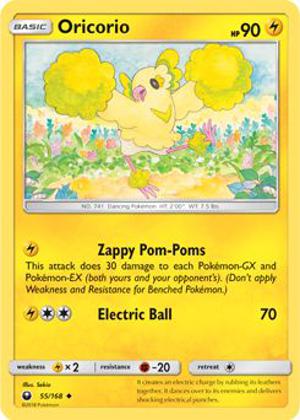 BASIC Oricorio HP 90
NO. 741 Dancing Pokémon HT: 2'00" WT: 7.5 lbs
Zappy Pom-Poms
This attack does 30 damage to each Pokémon-GX and
Pokémon-EX (both yours and your opponent's). (Don't apply
Weakness and Resistance for Benched Pokémon.)
Electric Ball 70
weakness ×2 resistance -20 retreat
Illus. Sekio
55/168
©2018 Pokémon
It creates an electric charge by rubbing its feathers
together. It dances over to its enemies and delivers
shocking electrical punches.